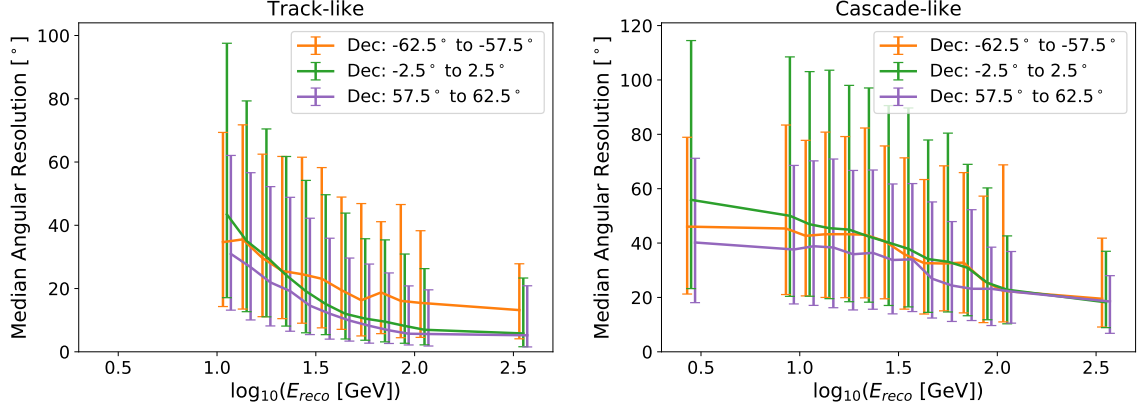 Track-like
Median Angular Resolution [°]
100
80
60
40
20
0
0.5
1.0
1.5
2.0
2.5
log10(Ereco [GeV])
Dec: -62.5° to -57.5°
Dec: -2.5° to 2.5°
Dec: 57.5° to 62.5°
Cascade-like
Median Angular Resolution [°]
120
100
80
60
40
20
0
0.5
1.0
1.5
2.0
2.5
log10(Ereco [GeV])
Dec: -62.5° to -57.5°
Dec: -2.5° to 2.5°
Dec: 57.5° to 62.5°